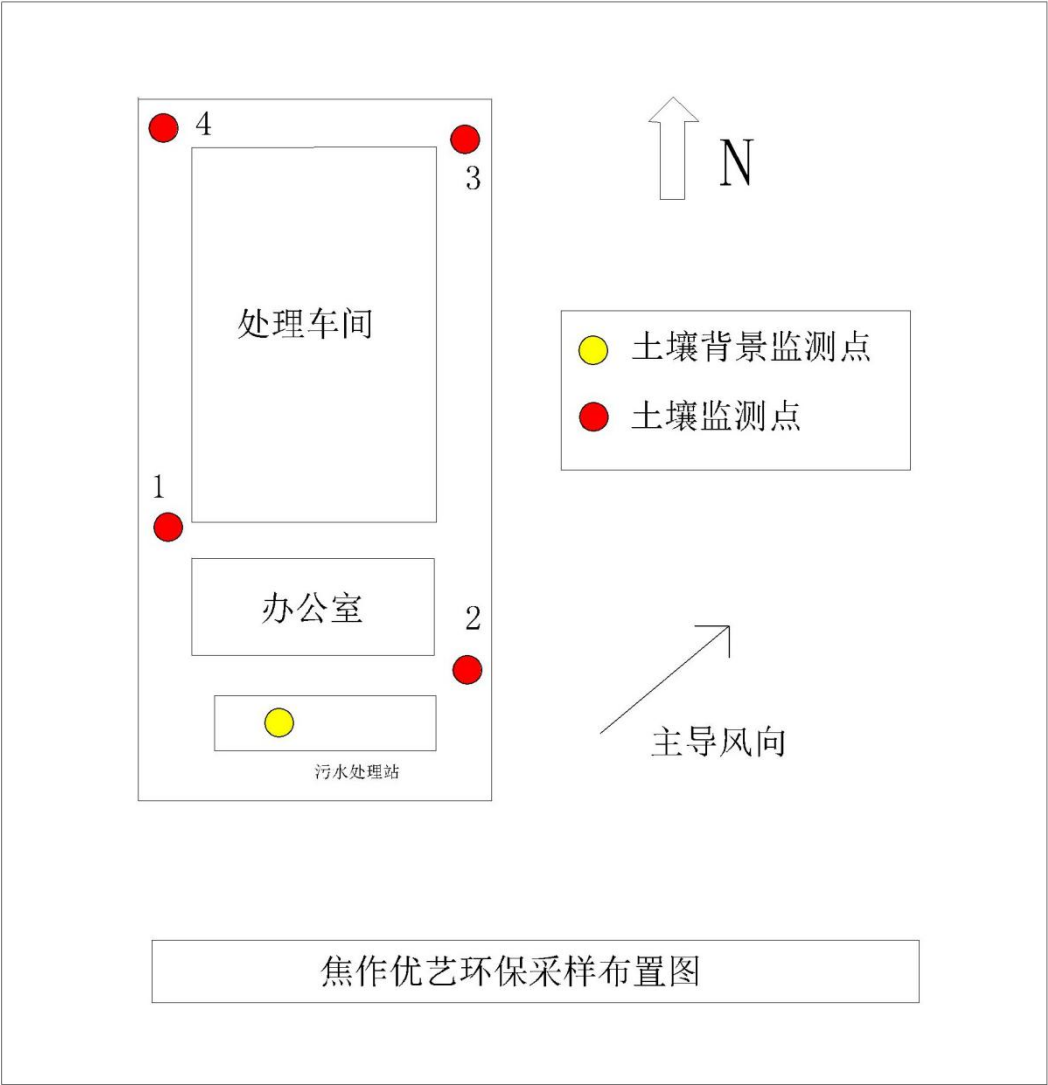 4
3
N
处理车间
土壤背景监测点
土壤监测点
1
办公室
2
主导风向
污水处理站
焦作优艺环保采样布置图